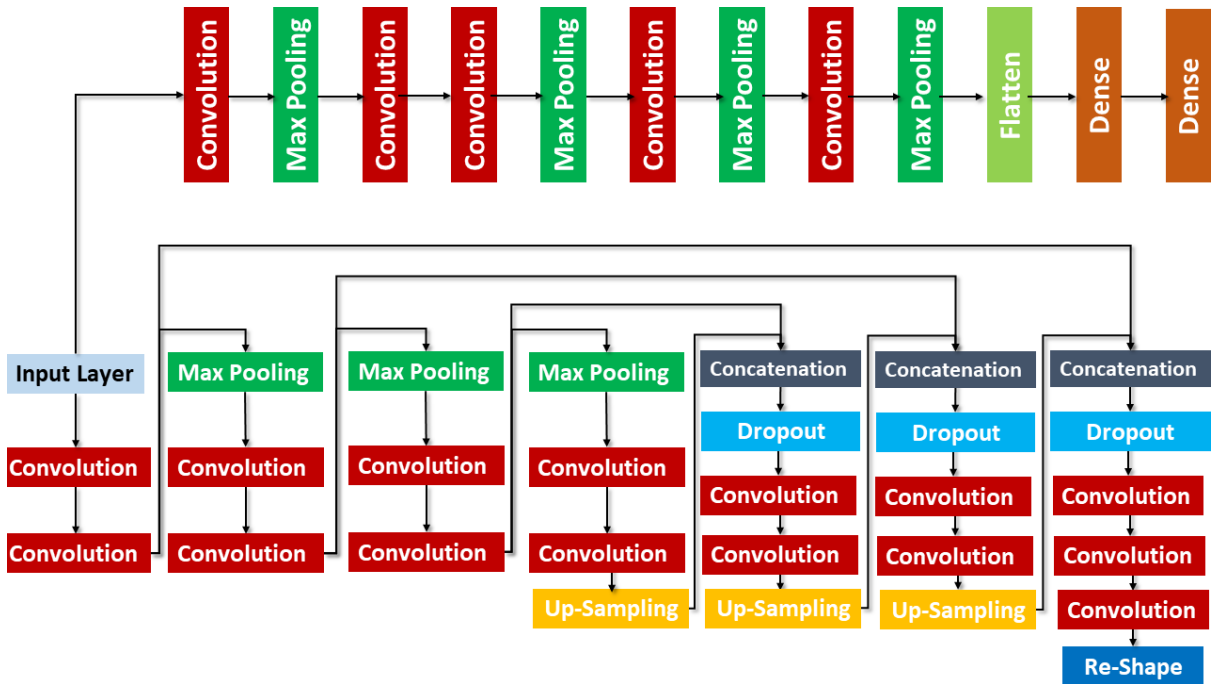 Convolution
Max Pooling
Convolution
Convolution
Max Pooling
Convolution
Max Pooling
Convolution
Max Pooling
Flatten
Dense
Dense
Input Layer
Convolution
Convolution
Max Pooling
Convolution
Convolution
Max Pooling
Convolution
Convolution
Max Pooling
Convolution
Convolution
Up-Sampling
Concatenation
Dropout
Convolution
Convolution
Up-Sampling
Concatenation
Dropout
Convolution
Convolution
Up-Sampling
Concatenation
Dropout
Convolution
Convolution
Convolution
Re-Shape